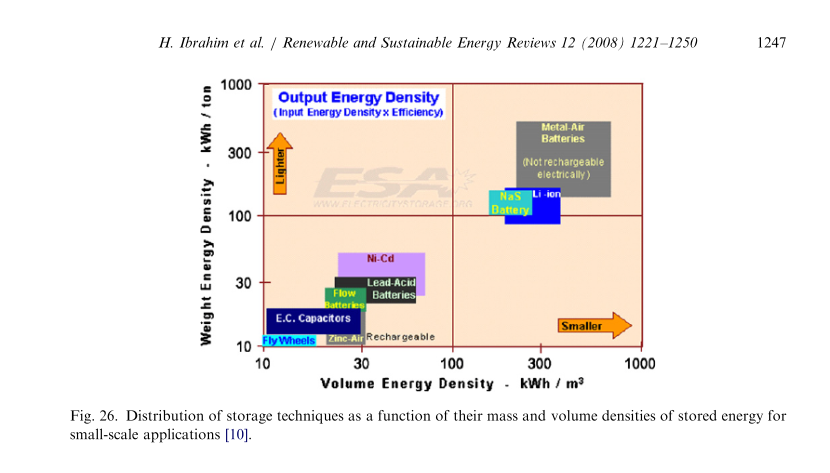 H. Ibrahim et al. / Renewable and Sustainable Energy Reviews 12 (2008) 1221–1250 1247
Output Energy Density
(Input Energy Density x Efficiency)
Weight Energy Density - kWh / ton
1000
300
100
30
10
Lighter
ESA
WWW.ELECTRICITYSTORAGE.ORG
Metal-Air
Batteries
(Not rechargeable
electrically)
NaS
Battery
Li-ion
Ni-Cd
Lead-Acid
Batteries
Flow
Batteries
E.C. Capacitors
Fly Wheels
Zinc-Air Rechargeable
Smaller
10 30 100 300 1000
Volume Energy Density - kWh / m³
Fig. 26. Distribution of storage techniques as a function of their mass and volume densities of stored energy for
small-scale applications [10].